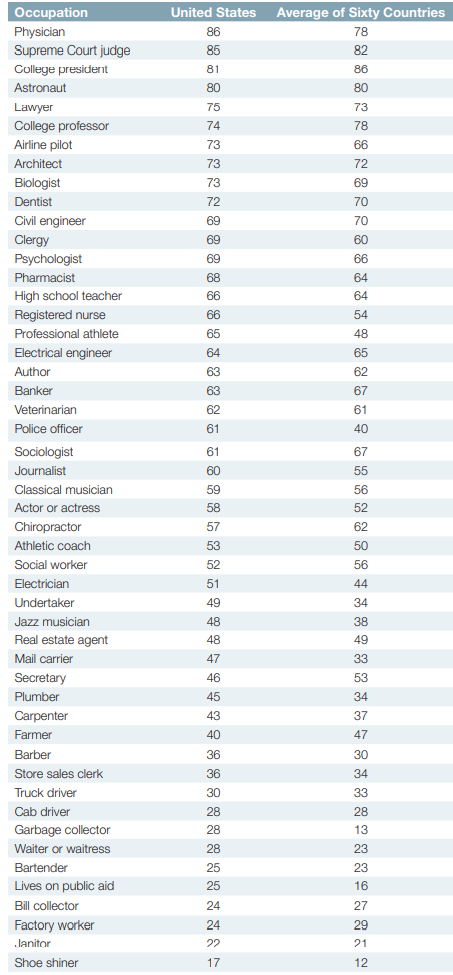 Occupation United States Average of Sixty Countries
Physician 86 78
Supreme Court judge 85 82
College president 81 86
Astronaut 80 80
Lawyer 75 73
College professor 74 78
Airline pilot 73 66
Architect 73 72
Biologist 73 69
Dentist 72 70
Civil engineer 69 70
Clergy 69 60
Psychologist 69 66
Pharmacist 68 64
High school teacher 66 64
Registered nurse 66 54
Professional athlete 65 48
Electrical engineer 64 65
Author 63 62
Banker 63 67
Veterinarian 62 61
Police officer 61 40
Sociologist 61 67
Journalist 60 55
Classical musician 59 56
Actor or actress 58 52
Chiropractor 57 62
Athletic coach 53 50
Social worker 52 56
Electrician 51 44
Undertaker 49 34
Jazz musician 48 38
Real estate agent 48 49
Mail carrier 47 33
Secretary 46 53
Plumber 45 34
Carpenter 43 37
Farmer 40 47
Barber 36 30
Store sales clerk 36 34
Truck driver 30 33
Cab driver 28 28
Garbage collector 28 13
Waiter or waitress 28 23
Bartender 25 23
Lives on public aid 25 16
Bill collector 24 27
Factory worker 24 29
Janitor 22 21
Shoe shiner 17 12